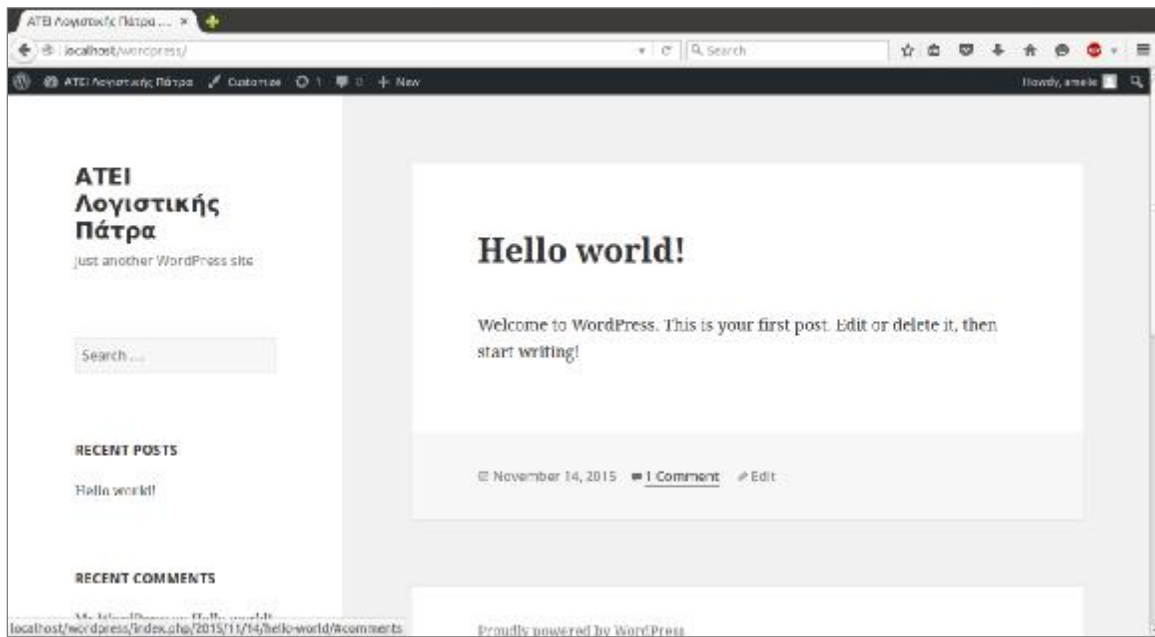 ΑΤΕΙ Λογιστικής Πάτρα ... ×
localhost/wordpress/
Search
ΑΤΕΙ Λογιστικής Πάτρα Customize 1 0 + New
Howdy, amelie
ΑΤΕΙ
Λογιστικής
Πάτρα
Just another WordPress site
Search ...
RECENT POSTS
Hello world!
RECENT COMMENTS
Hello world!
Welcome to WordPress. This is your first post. Edit or delete it, then
start writing!
November 14, 2015 1 Comment Edit
Proudly powered by WordPress
localhost/wordpress/index.php/2015/11/14/hello-world/#comments